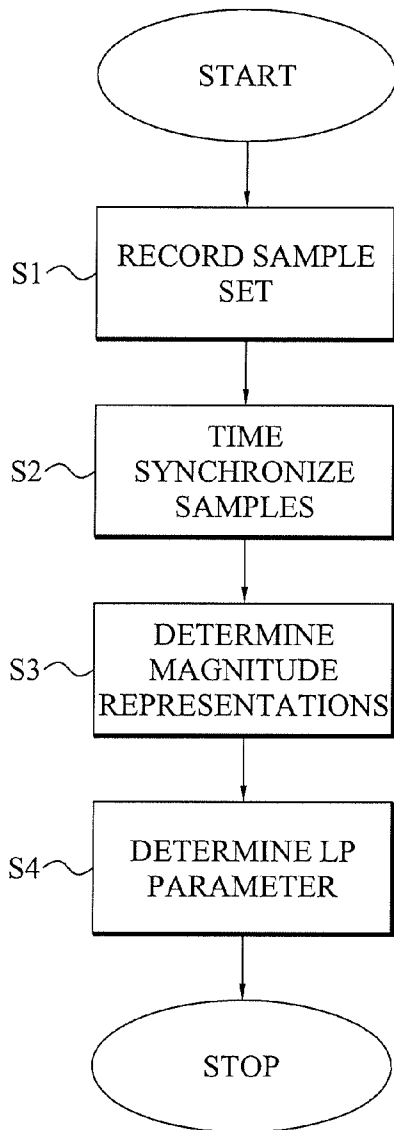 START
S1
RECORD SAMPLE
SET
S2
TIME
SYNCHRONIZE
SAMPLES
S3
DETERMINE
MAGNITUDE
REPRESENTATIONS
S4
DETERMINE LP
PARAMETER
STOP